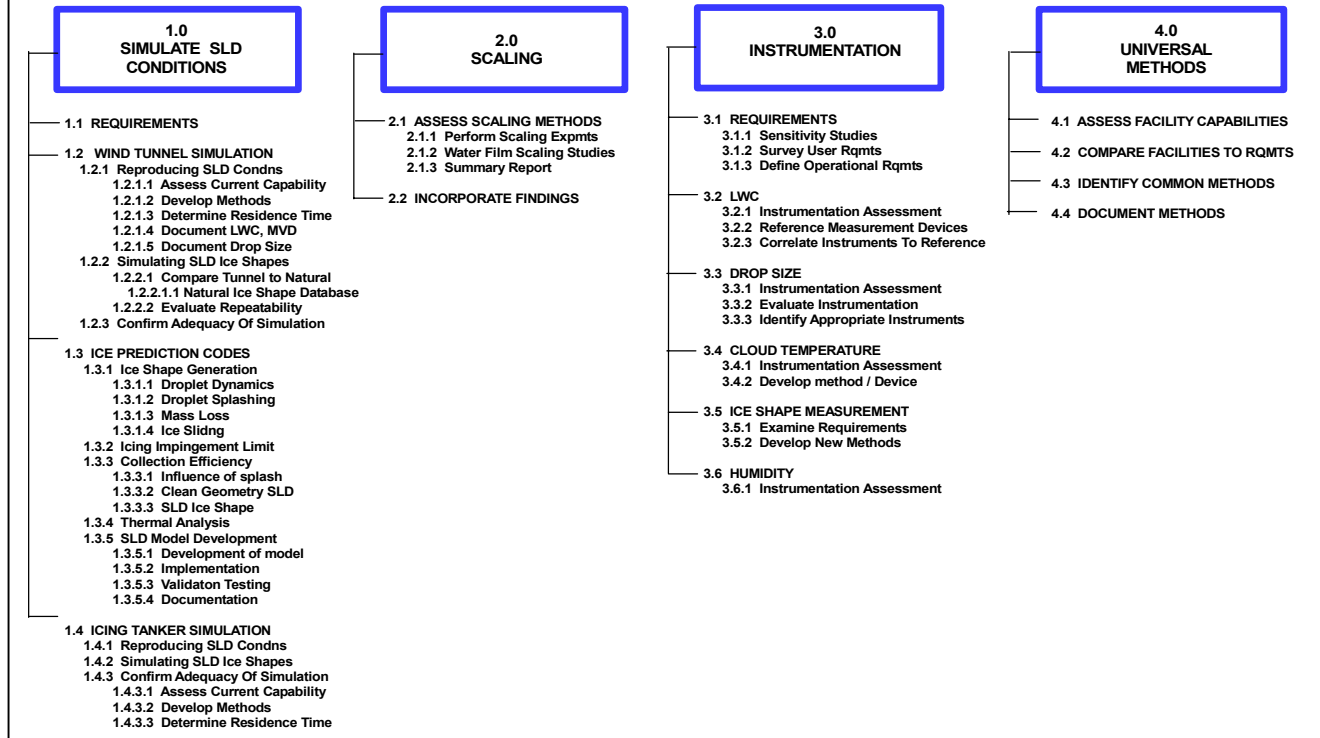 1.0
SIMULATE SLD
CONDITIONS
1.1 REQUIREMENTS
1.2 WIND TUNNEL SIMULATION
1.2.1 Reproducing SLD Condns
1.2.1.1 Assess Current Capability
1.2.1.2 Develop Methods
1.2.1.3 Determine Residence Time
1.2.1.4 Document LWC, MVD
1.2.1.5 Document Drop Size
1.2.2 Simulating SLD Ice Shapes
1.2.2.1 Compare Tunnel to Natural
1.2.2.1.1 Natural Ice Shape Database
1.2.2.2 Evaluate Repeatability
1.2.3 Confirm Adequacy Of Simulation
1.3 ICE PREDICTION CODES
1.3.1 Ice Shape Generation
1.3.1.1 Droplet Dynamics
1.3.1.2 Droplet Splashing
1.3.1.3 Mass Loss
1.3.1.4 Ice Slidng
1.3.2 Icing Impingement Limit
1.3.3 Collection Efficiency
1.3.3.1 Influence of splash
1.3.3.2 Clean Geometry SLD
1.3.3.3 SLD Ice Shape
1.3.4 Thermal Analysis
1.3.5 SLD Model Development
1.3.5.1 Development of model
1.3.5.2 Implementation
1.3.5.3 Validaton Testing
1.3.5.4 Documentation
1.4 ICING TANKER SIMULATION
1.4.1 Reproducing SLD Condns
1.4.2 Simulating SLD Ice Shapes
1.4.3 Confirm Adequacy Of Simulation
1.4.3.1 Assess Current Capability
1.4.3.2 Develop Methods
1.4.3.3 Determine Residence Time
2.0
SCALING
2.1 ASSESS SCALING METHODS
2.1.1 Perform Scaling Expmts
2.1.2 Water Film Scaling Studies
2.1.3 Summary Report
2.2 INCORPORATE FINDINGS
3.0
INSTRUMENTATION
3.1 REQUIREMENTS
3.1.1 Sensitivity Studies
3.1.2 Survey User Rqmts
3.1.3 Define Operational Rqmts
3.2 LWC
3.2.1 Instrumentation Assessment
3.2.2 Reference Measurement Devices
3.2.3 Correlate Instruments To Reference
3.3 DROP SIZE
3.3.1 Instrumentation Assessment
3.3.2 Evaluate Instrumentation
3.3.3 Identify Appropriate Instruments
3.4 CLOUD TEMPERATURE
3.4.1 Instrumentation Assessment
3.4.2 Develop method / Device
3.5 ICE SHAPE MEASUREMENT
3.5.1 Examine Requirements
3.5.2 Develop New Methods
3.6 HUMIDITY
3.6.1 Instrumentation Assessment
4.0
UNIVERSAL
METHODS
4.1 ASSESS FACILITY CAPABILITIES
4.2 COMPARE FACILITIES TO RQMTS
4.3 IDENTIFY COMMON METHODS
4.4 DOCUMENT METHODS